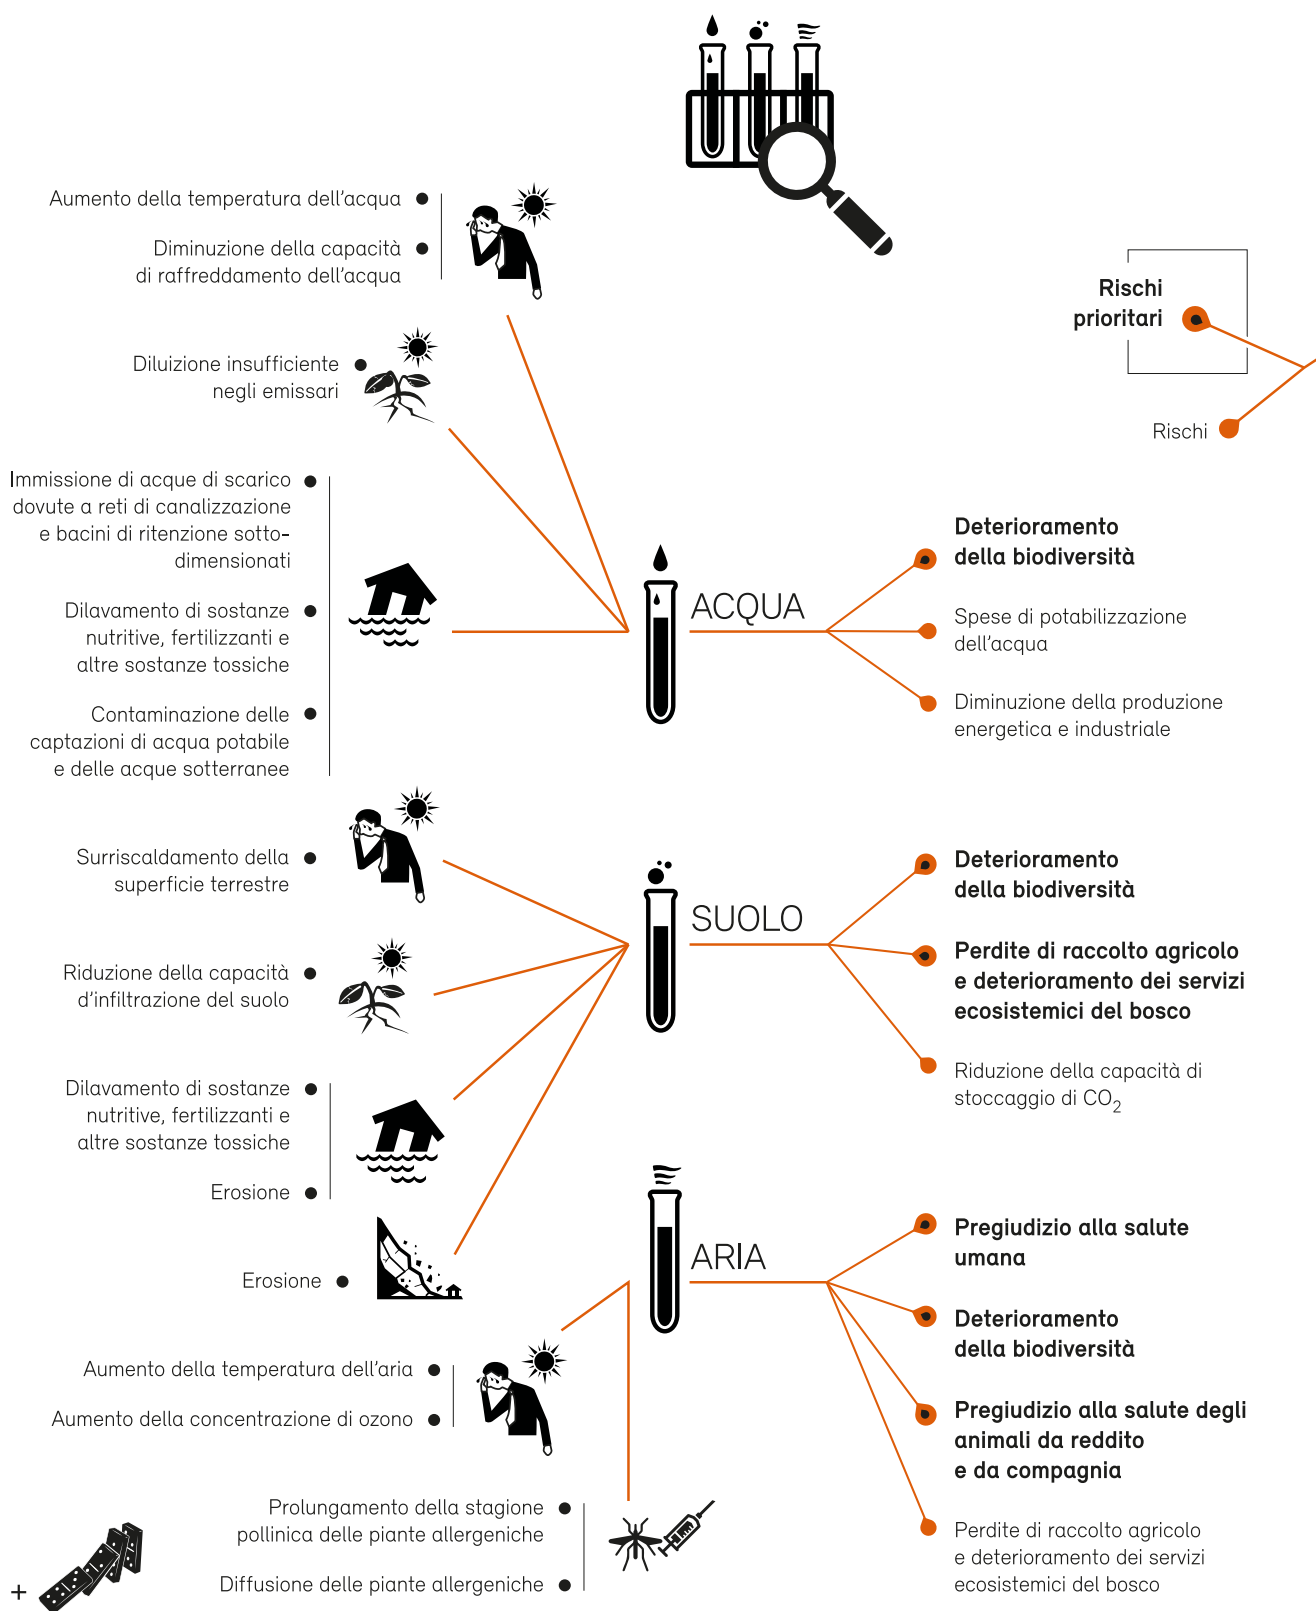 Aumento della temperatura dell'acqua
Diminuzione della capacità
di raffreddamento dell'acqua
Diluizione insufficiente
negli emissari
Immissione di acque di scarico
dovute a reti di canalizzazione
e bacini di ritenzione sotto-
dimensionati
Dilavamento di sostanze
nutritive, fertilizzanti e
altre sostanze tossiche
Contaminazione delle
captazioni di acqua potabile
e delle acque sotterranee
Rischi
prioritari
Rischi
ACQUA
Deterioramento
della biodiversità
Spese di potabilizzazione
dell'acqua
Diminuzione della produzione
energetica e industriale
Surriscaldamento della
superficie terrestre
Riduzione della capacità
d'infiltrazione del suolo
Dilavamento di sostanze
nutritive, fertilizzanti e
altre sostanze tossiche
Erosione
Erosione
SUOLO
Deterioramento
della biodiversità
Perdite di raccolto agricolo
e deterioramento dei servizi
ecosistemici del bosco
Riduzione della capacità di
stoccaggio di CO₂
Aumento della temperatura dell'aria
Aumento della concentrazione di ozono
Prolungamento della stagione
pollinica delle piante allergeniche
Diffusione delle piante allergeniche
+
ARIA
Pregiudizio alla salute
umana
Deterioramento
della biodiversità
Pregiudizio alla salute degli
animali da reddito
e da compagnia
Perdite di raccolto agricolo
e deterioramento dei servizi
ecosistemici del bosco